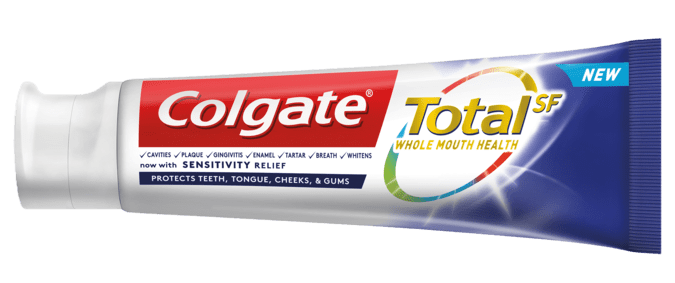 Colgate®
✓CAVITIES ✓PLAQUE ✓GINGIVITIS ✓ENAMEL ✓TARTAR ✓BREATH ✓WHITENS
now with SENSITIVITY RELIEF
PROTECTS TEETH, TONGUE, CHEEKS, & GUMS
Total SF
WHOLE MOUTH HEALTH
NEW